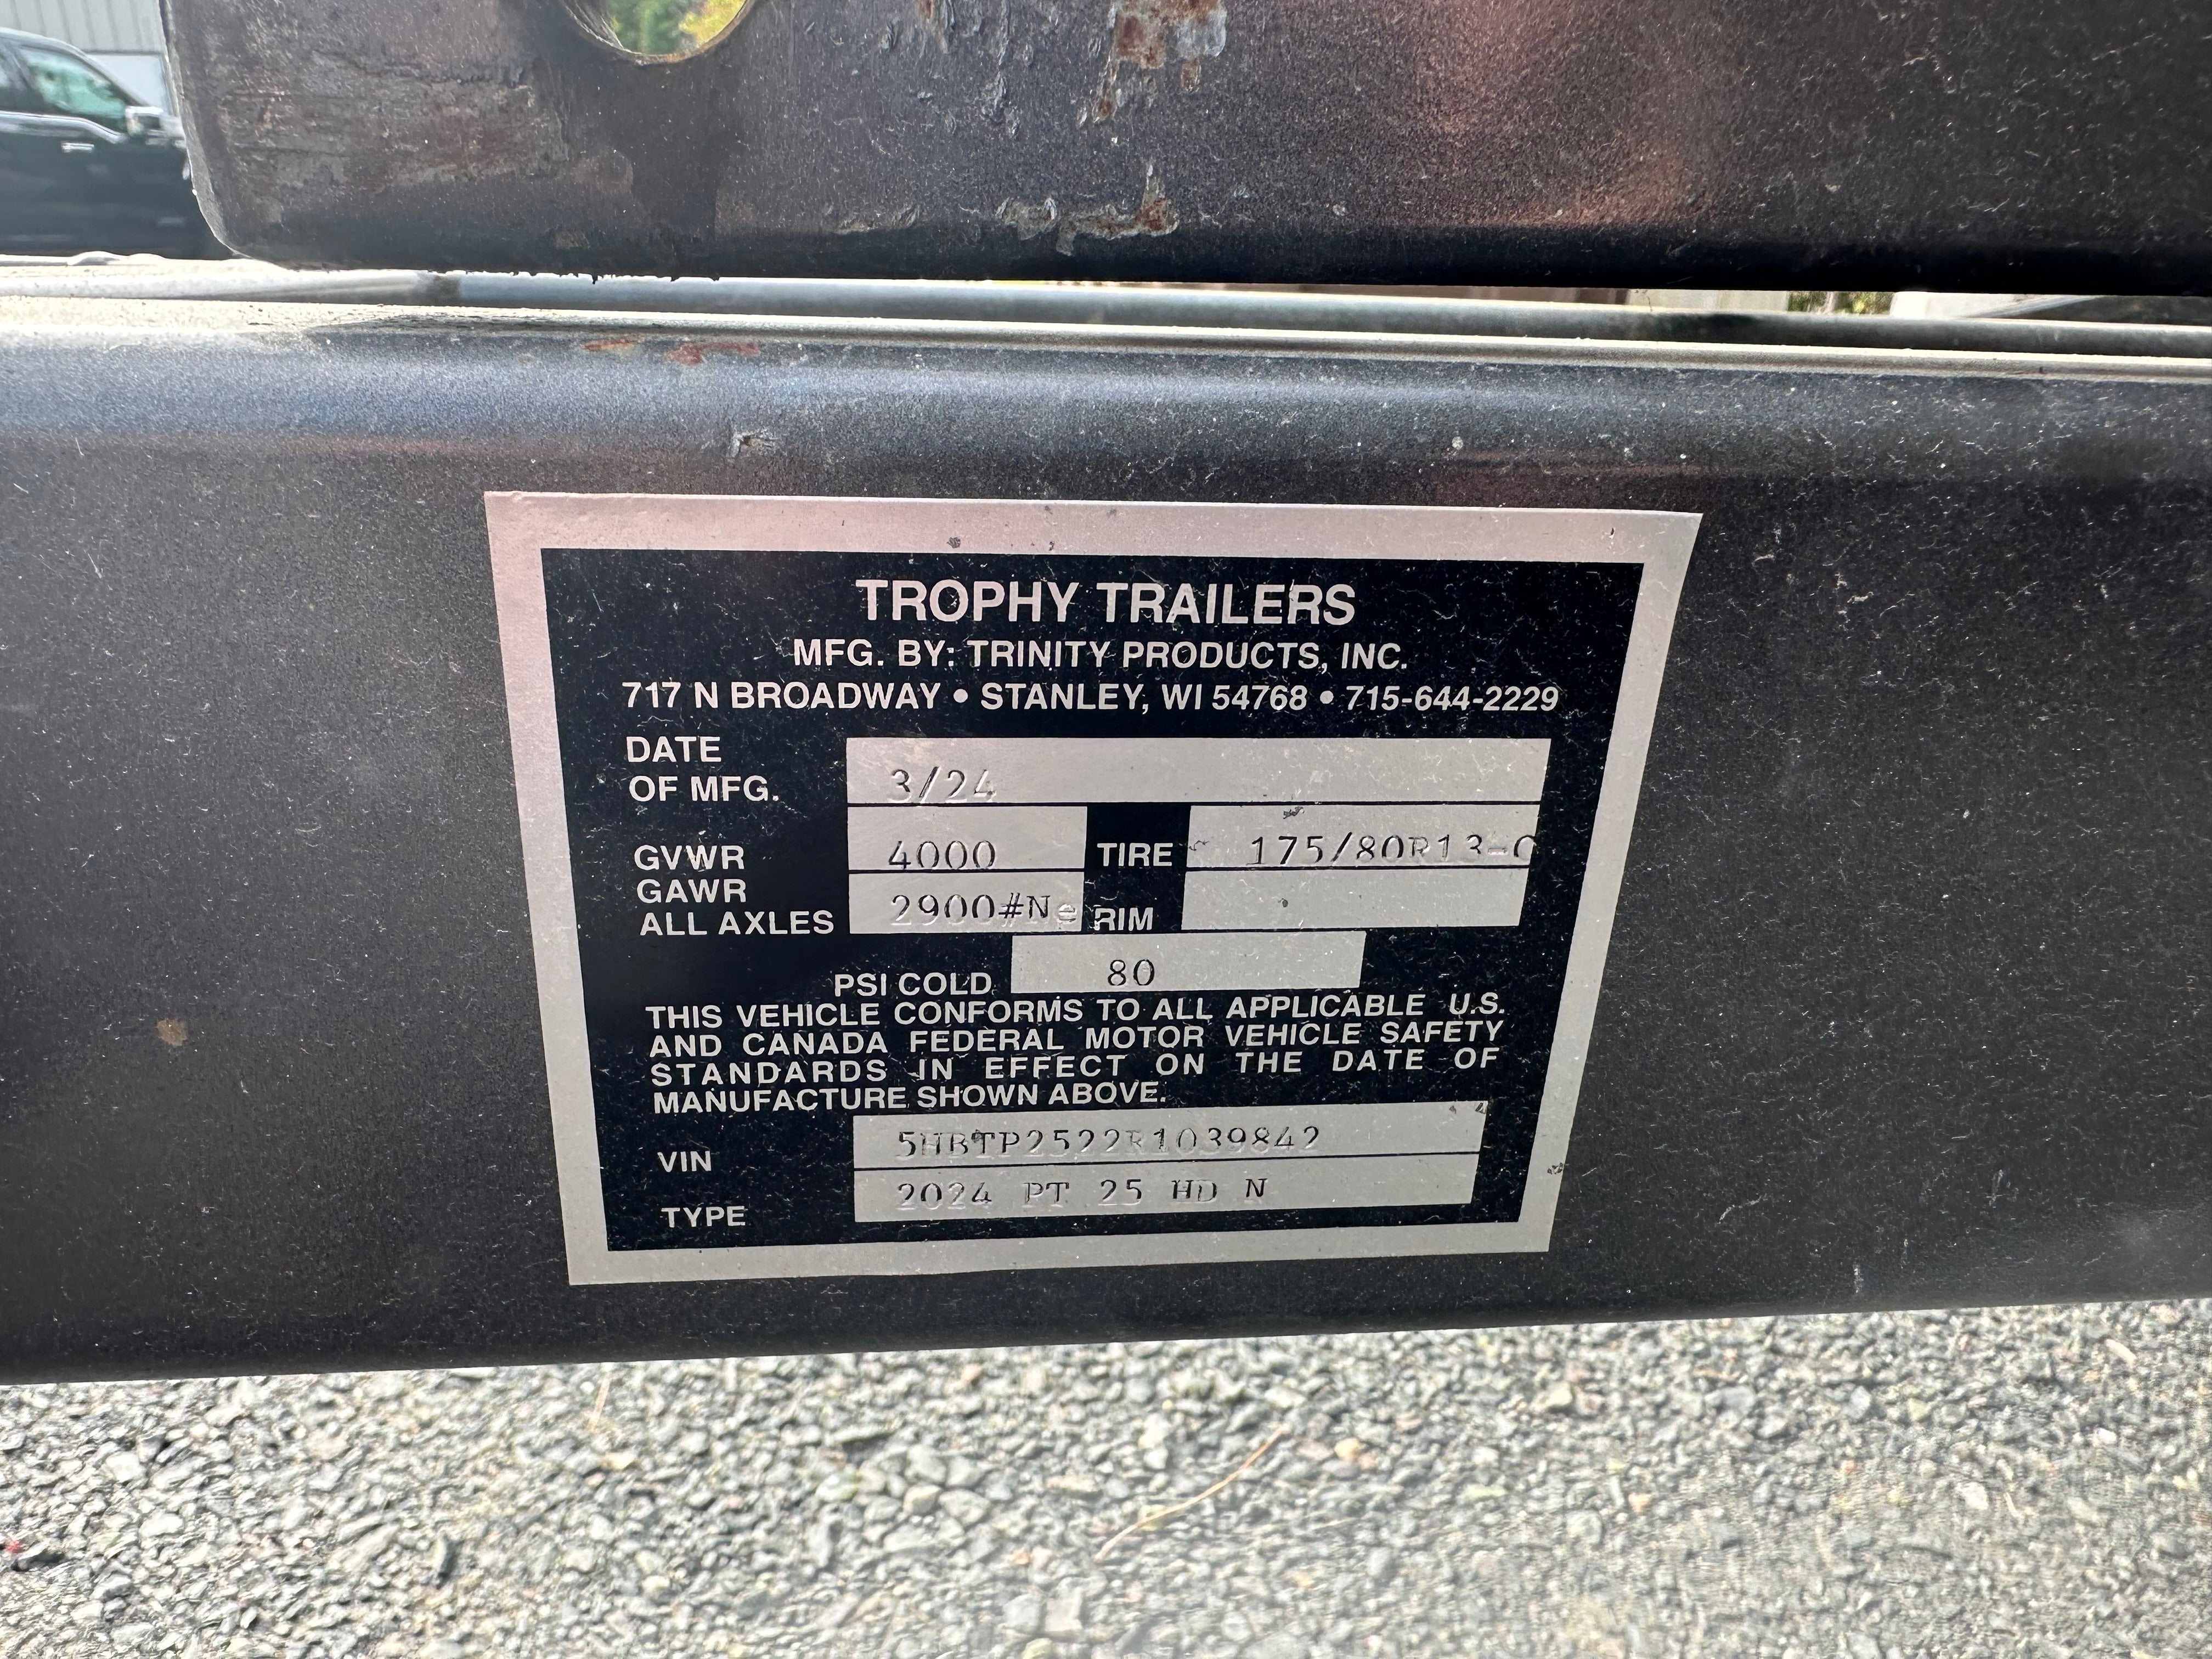 TROPHY TRAILERS
MFG. BY: TRINITY PRODUCTS, INC.
717 N BROADWAY • STANLEY, WI 54768 • 715-644-2229
DATE
OF MFG. 3/24
GVWR 4000 TIRE 175/80R13-C
GAWR
ALL AXLES 2900#Ne RIM
PSI COLD 80
THIS VEHICLE CONFORMS TO ALL APPLICABLE U.S.
AND CANADA FEDERAL MOTOR VEHICLE SAFETY
STANDARDS IN EFFECT ON THE DATE OF
MANUFACTURE SHOWN ABOVE.
VIN 5HBTP2522R1039842
TYPE 2024 PT 25 HD N